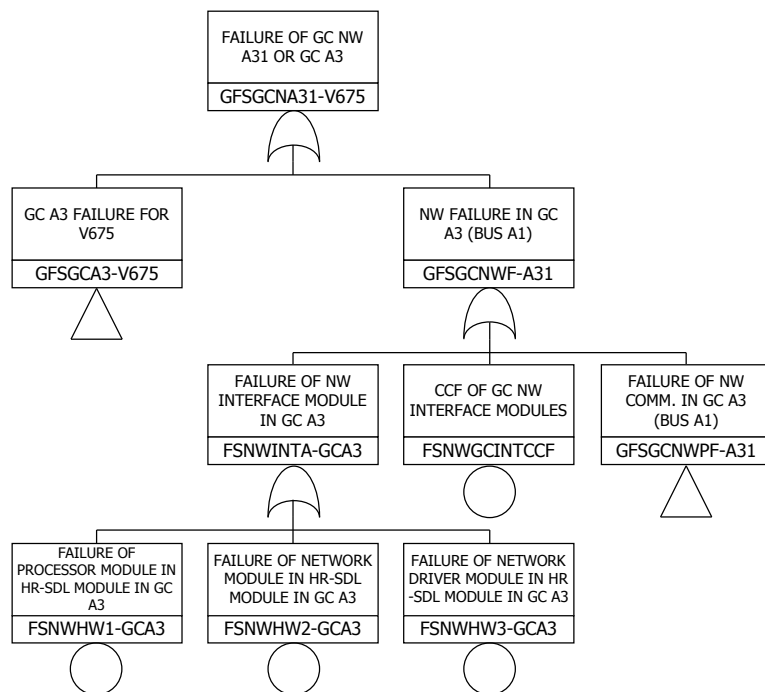 FAILURE OF GC NW
A31 OR GC A3
GFSGCNA31-V675
GC A3 FAILURE FOR
V675
GFSGCA3-V675
NW FAILURE IN GC
A3 (BUS A1)
GFSGCNWF-A31
FAILURE OF NW
INTERFACE MODULE
IN GC A3
FSNWINTA-GCA3
CCF OF GC NW
INTERFACE MODULES
FSNWGCINTCCF
FAILURE OF NW
COMM. IN GC A3
(BUS A1)
GFSGCNWPF-A31
FAILURE OF
PROCESSOR MODULE IN
HR-SDL MODULE IN GC
A3
FSNWHW1-GCA3
FAILURE OF NETWORK
MODULE IN HR-SDL
MODULE IN GC A3
FSNWHW2-GCA3
FAILURE OF NETWORK
DRIVER MODULE IN HR
-SDL MODULE IN GC A3
FSNWHW3-GCA3